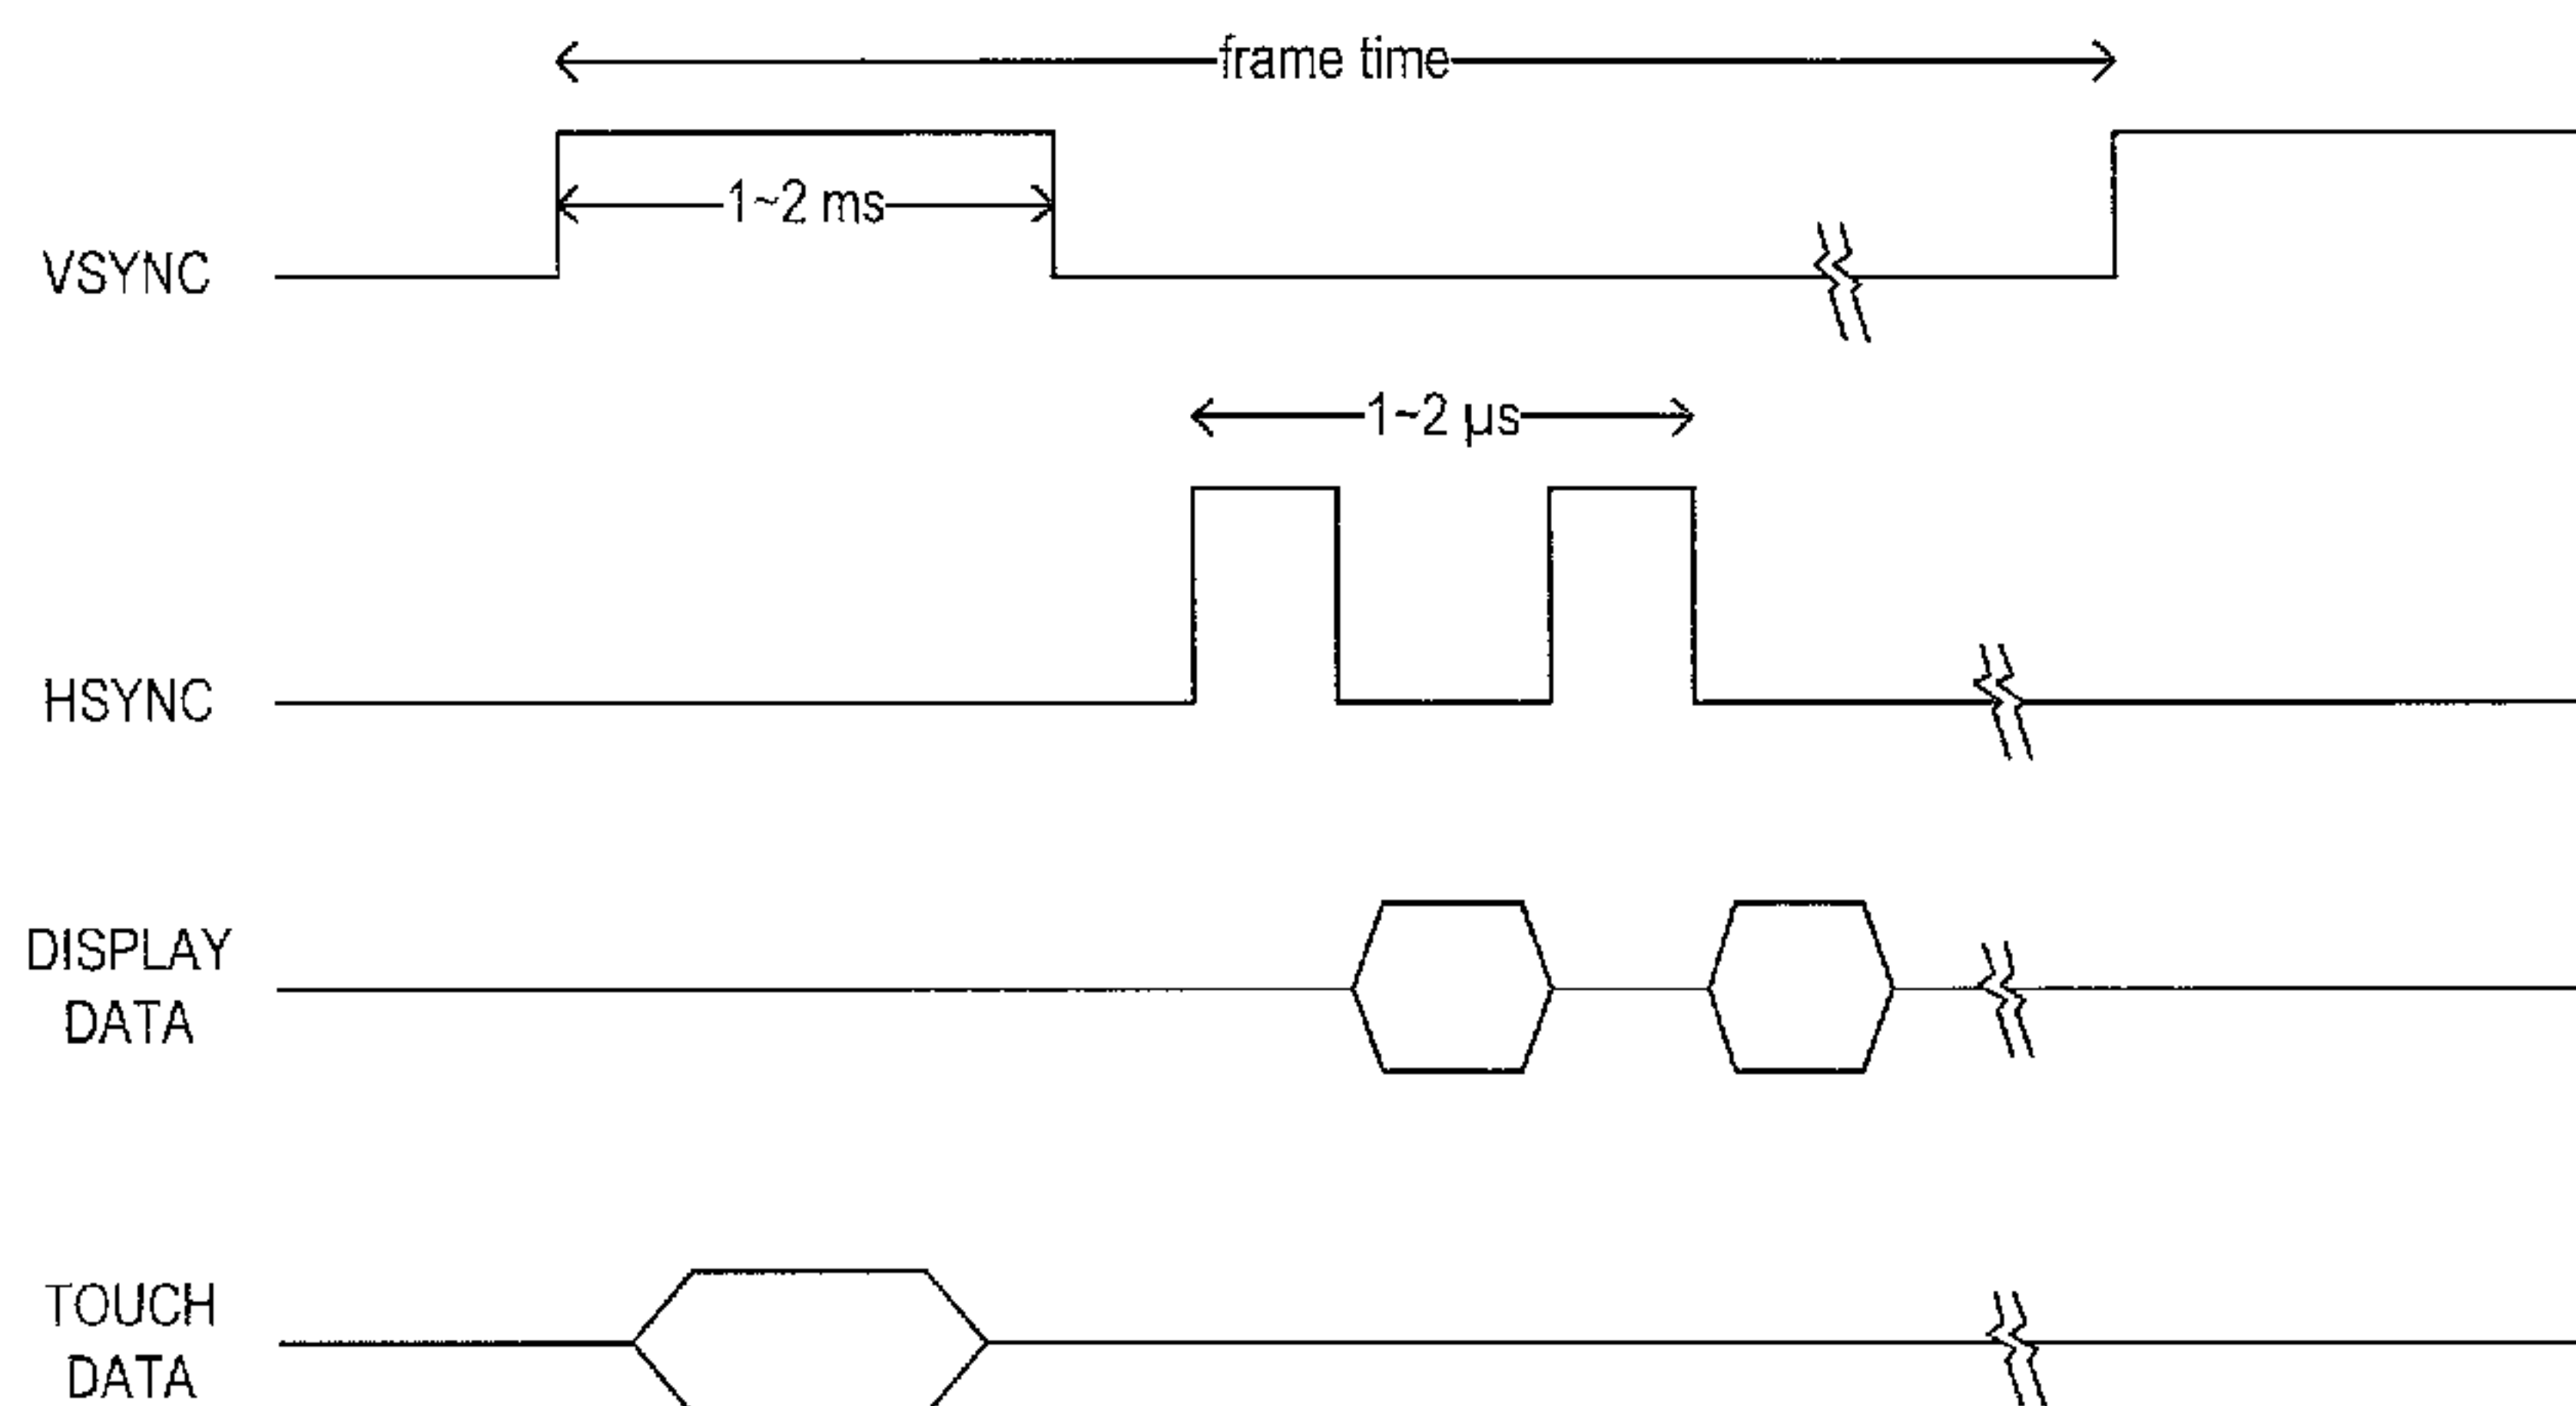 frame time
1~2 ms
VSYNC
1~2 µs
HSYNC
DISPLAY
DATA
TOUCH
DATA